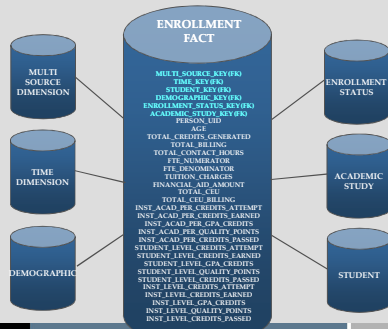 ENROLLMENT
FACT
MULTI_SOURCE_KEY(FK)
TIME_KEY(FK)
STUDENT_KEY(FK)
DEMOGRAPHIC_KEY(FK)
ENROLLMENT_STATUS_KEY(FK)
ACADEMIC_STUDY_KEY(FK)
PERSON_UID
AGE
TOTAL_CREDITS_GENERATED
TOTAL_BILLING
TOTAL_CONTACT_HOURS
FTE_NUMERATOR
FTE_DENOMINATOR
TUITION_CHARGES
FINANCIAL_AID_AMOUNT
TOTAL_CEU
TOTAL_CEU_BILLING
INST_ACAD_PER_CREDITS_ATTEMPT
INST_ACAD_PER_CREDITS_EARNED
INST_ACAD_PER_GPA_CREDITS
INST_ACAD_PER_QUALITY_POINTS
INST_ACAD_PER_CREDITS_PASSED
STUDENT_LEVEL_CREDITS_ATTEMPT
STUDENT_LEVEL_CREDITS_EARNED
STUDENT_LEVEL_GPA_CREDITS
STUDENT_LEVEL_QUALITY_POINTS
STUDENT_LEVEL_CREDITS_PASSED
INST_LEVEL_CREDITS_ATTEMPT
INST_LEVEL_CREDITS_EARNED
INST_LEVEL_GPA_CREDITS
INST_LEVEL_QUALITY_POINTS
INST_LEVEL_CREDITS_PASSED
MULTI
SOURCE
DIMENSION
TIME
DIMENSION
DEMOGRAPHIC
ENROLLMENT
STATUS
ACADEMIC
STUDY
STUDENT